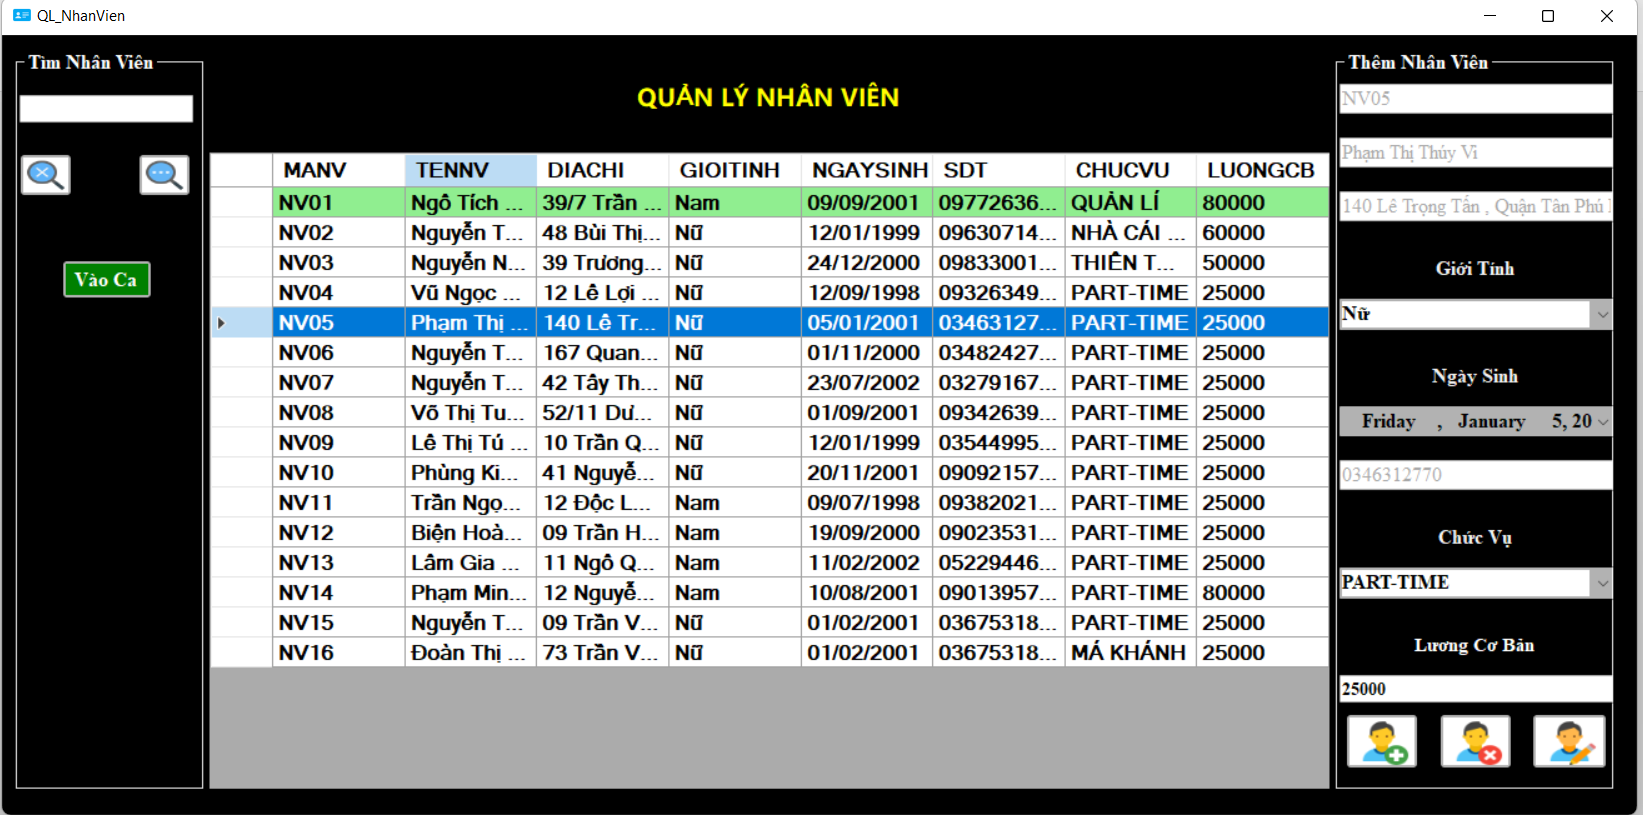 QL_NhanVien
Tìm Nhân Viên
Vào Ca
QUẢN LÝ NHÂN VIÊN
MANV TENNV DIACHI GIOITINH NGAYSINH SDT CHUCVU LUONGCB
NV01 Ngô Tích ... 39/7 Trần ... Nam 09/09/2001 09772636... QUẢN LÍ 80000
NV02 Nguyễn T... 48 Bùi Thị... Nữ 12/01/1999 09630714... NHÀ CÁI ... 60000
NV03 Nguyễn N... 39 Trương... Nữ 24/12/2000 09833001... THIÊN T... 50000
NV04 Vũ Ngọc ... 12 Lê Lợi ... Nữ 12/09/1998 09326349... PART-TIME 25000
NV05 Phạm Thị ... 140 Lê Tr... Nữ 05/01/2001 03463127... PART-TIME 25000
NV06 Nguyễn T... 167 Quan... Nữ 01/11/2000 03482427... PART-TIME 25000
NV07 Nguyễn T... 42 Tây Th... Nữ 23/07/2002 03279167... PART-TIME 25000
NV08 Võ Thị Tu... 52/11 Dư... Nữ 01/09/2001 09342639... PART-TIME 25000
NV09 Lê Thị Tú ... 10 Trần Q... Nữ 12/01/1999 03544995... PART-TIME 25000
NV10 Phùng Ki... 41 Nguyễ... Nữ 20/11/2001 09092157... PART-TIME 25000
NV11 Trần Ngọ... 12 Độc L... Nam 09/07/1998 09382021... PART-TIME 25000
NV12 Biện Hoà... 09 Trần H... Nam 19/09/2000 09023531... PART-TIME 25000
NV13 Lâm Gia ... 11 Ngô Q... Nam 11/02/2002 05229446... PART-TIME 25000
NV14 Phạm Min... 12 Nguyễ... Nam 10/08/2001 09013957... PART-TIME 80000
NV15 Nguyễn T... 09 Trần V... Nữ 01/02/2001 03675318... PART-TIME 25000
NV16 Đoàn Thị ... 73 Trần V... Nữ 01/02/2001 03675318... MÁ KHÁNH 25000
Thêm Nhân Viên
NV05
Phạm Thị Thúy Vi
140 Lê Trọng Tấn , Quận Tân Phú
Giới Tính
Nữ
Ngày Sinh
Friday , January 5, 20
0346312770
Chức Vụ
PART-TIME
Lương Cơ Bản
25000